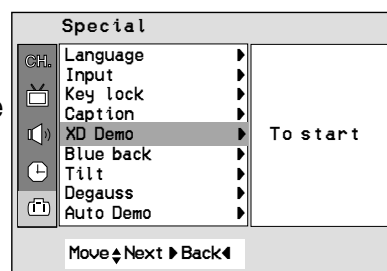 Special
CH.
Language
Input
Key lock
Caption
XD Demo
Blue back
Tilt
Degauss
Auto Demo
To start
Move Next Back
e